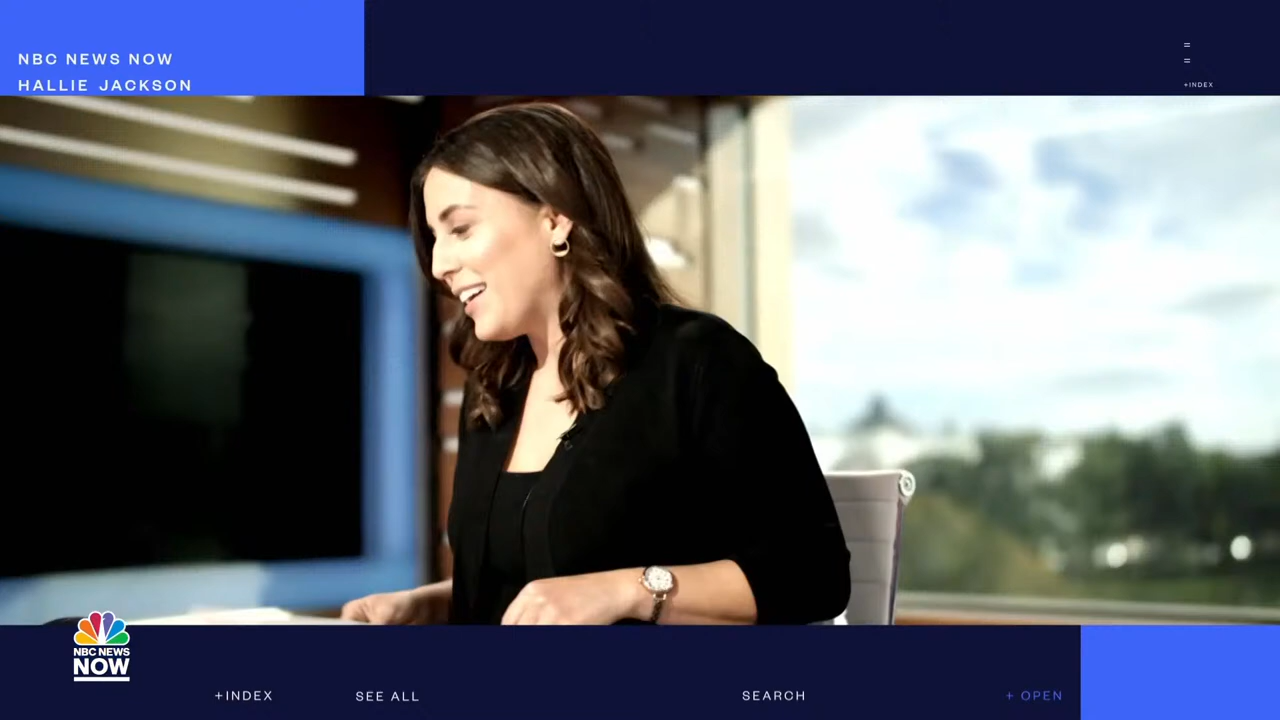 NBC NEWS NOW
HALLIE JACKSON
=
=
+INDEX
NBC NEWS
NOW
+INDEX
SEE ALL
SEARCH
+ OPEN